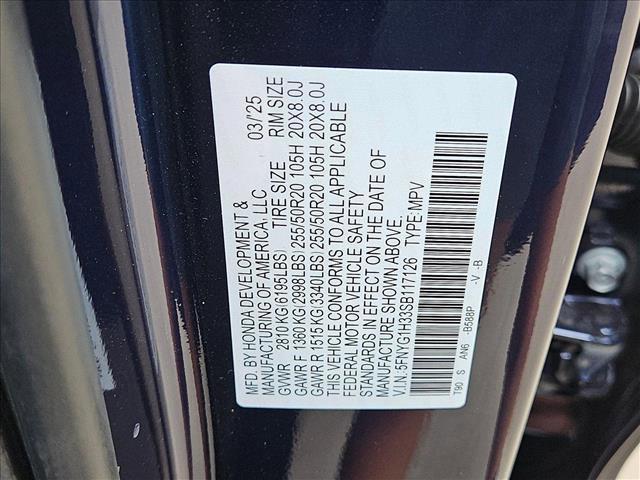 MFD. BY HONDA DEVELOPMENT &
MANUFACTURING OF AMERICA, LLC 03/'25
GVWR 2810 KG(6195LBS) TIRE SIZE RIM SIZE
GAWR F 1360 KG(2998LBS) 255/50R20 105H 20X8.0J
GAWR R 1515 KG(3340LBS) 255/50R20 105H 20X8.0J
THIS VEHICLE CONFORMS TO ALL APPLICABLE
FEDERAL MOTOR VEHICLE SAFETY
STANDARDS IN EFFECT ON THE DATE OF
MANUFACTURE SHOWN ABOVE.
V.I.N.:5FNYG1H33SB117126 TYPE:MPV
T90 S AN6 -B588P -V -B